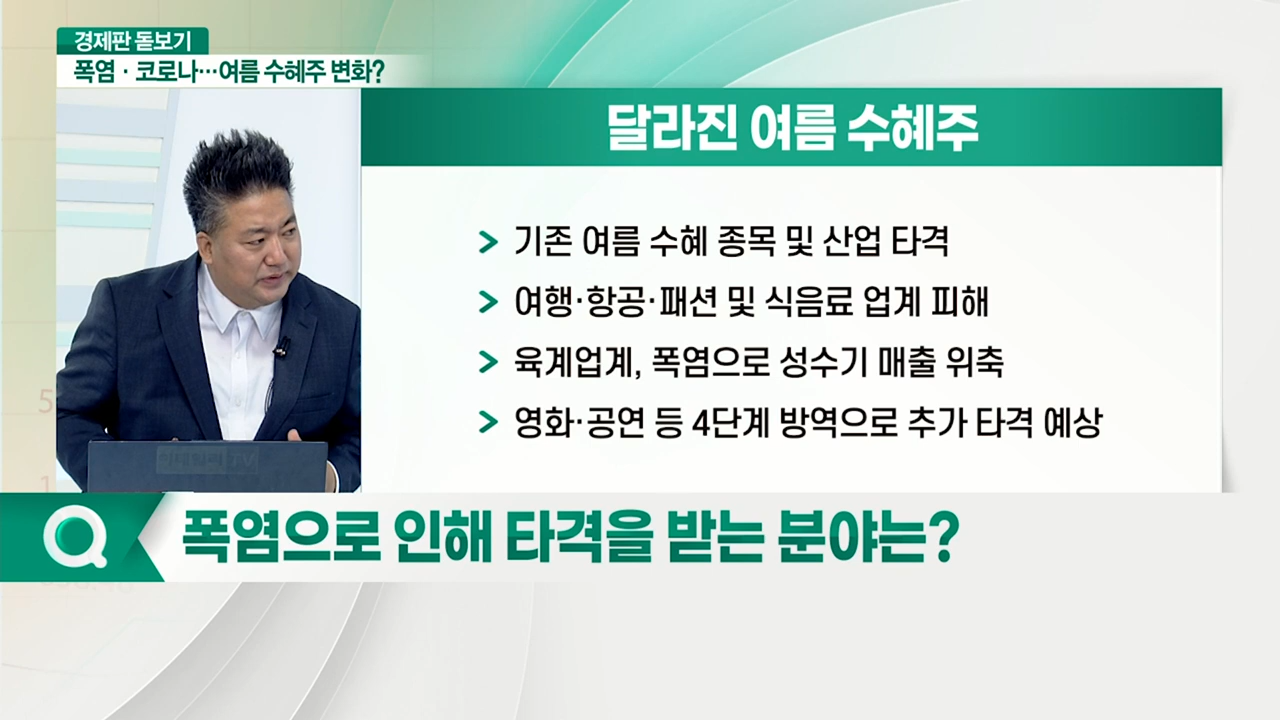 경제판 돋보기
폭염·코로나…여름 수혜주 변화?
달라진 여름 수혜주
> 기존 여름 수혜 종목 및 산업 타격
> 여행·항공·패션 및 식음료 업계 피해
> 육계업계, 폭염으로 성수기 매출 위축
> 영화·공연 등 4단계 방역으로 추가 타격 예상
이데일리 TV
Q 폭염으로 인해 타격을 받는 분야는?